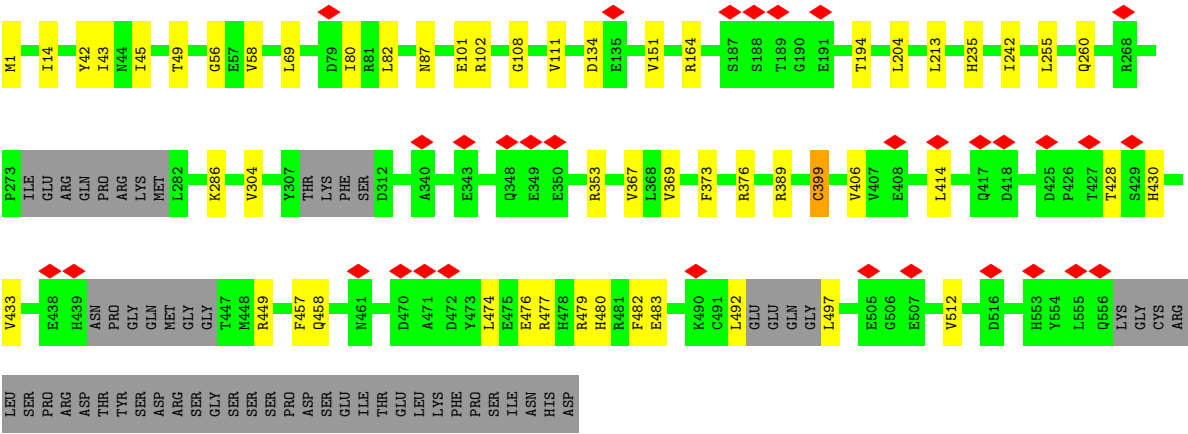 M1 I14 Y42 I43 N44 I45 T49 G56 E57 V58 L69 D79 I80 R81 L82 N87 E101 R102 G108 V111 D134 E135 V151 R164 S187 S188 T189 G190 E191 T194 L204 L213 H235 I242 L255 Q260 R268
P273 ILE GLU ARG GLN PRO ARG LYS MET L282 K286 V304 Y307 THR LYS PHE SER D312 A340 E343 Q348 E349 E350 R353 V367 L368 V369 F373 R376 R389 C399 V406 V407 E408 L414 Q417 D418 D425 P426 T427 T428 S429 H430
V433 E438 H439 ASN PRO GLY GLN MET GLY GLY T447 M448 R449 F457 Q458 N461 D470 A471 D472 Y473 L474 E475 E476 R477 H478 R479 H480 R481 F482 E483 K490 C491 L492 GLU GLU GLN GLY L497 E505 G506 E507 V512 D516 H553 Y554 L555 Q556 LYS GLY CYS ARG
LEU SER PRO ARG ASP THR TYR SER ASP ARG SER GLY SER SER SER PRO ASP SER GLU ILE THR GLU LEU LYS PHE PRO SER ILE ASN HIS ASP